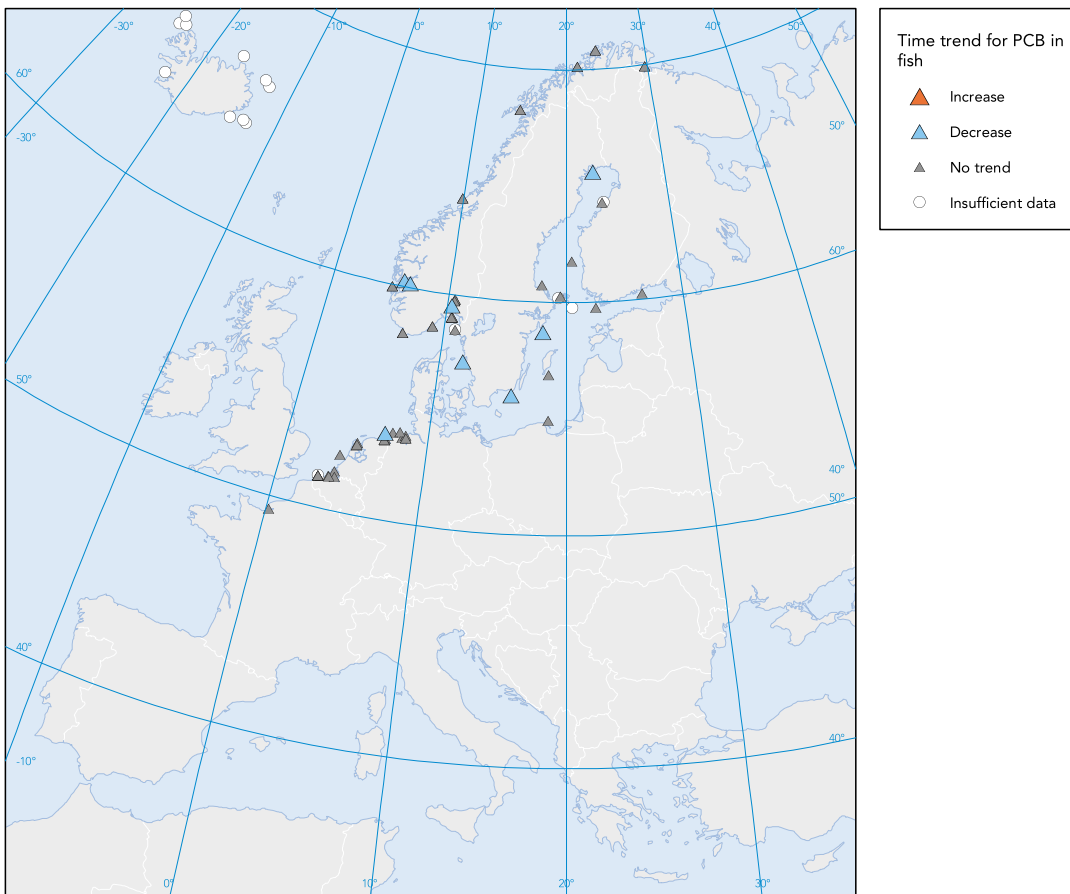 -30° -20° -10° 0° 10° 20° 30° 40° 50°
60°
-30°
50°
60°
50°
40°
50°
40°
-10°
40°
0° 10° 20° 30°
Time trend for PCB in
fish
Increase
Decrease
No trend
Insufficient data